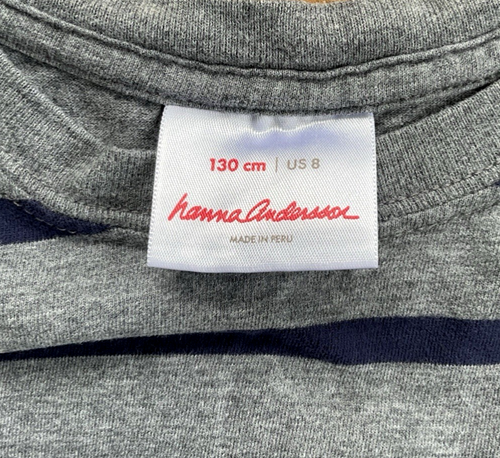 130 cm | US 8
hanna andersson
MADE IN PERU